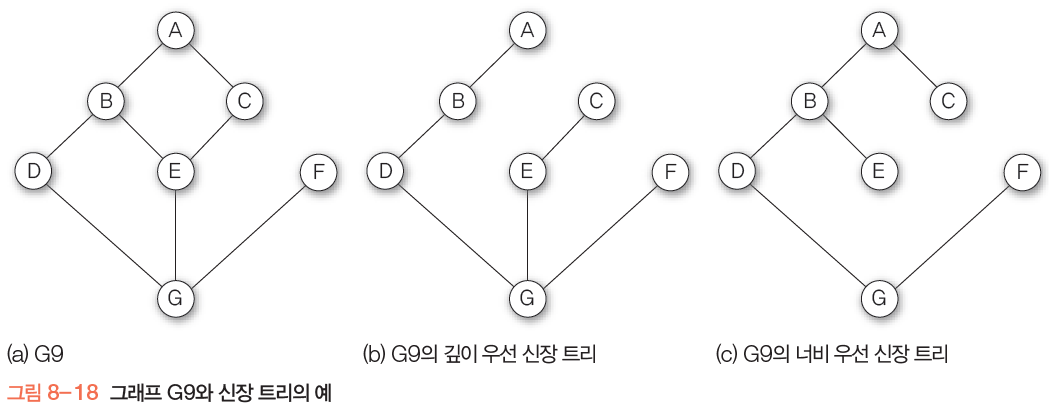 A A A
B C B C B C
D E F D E F D E F
G G G
(a) G9 (b) G9의 깊이 우선 신장 트리 (c) G9의 너비 우선 신장 트리
그림 8-18 그래프 G9와 신장 트리의 예